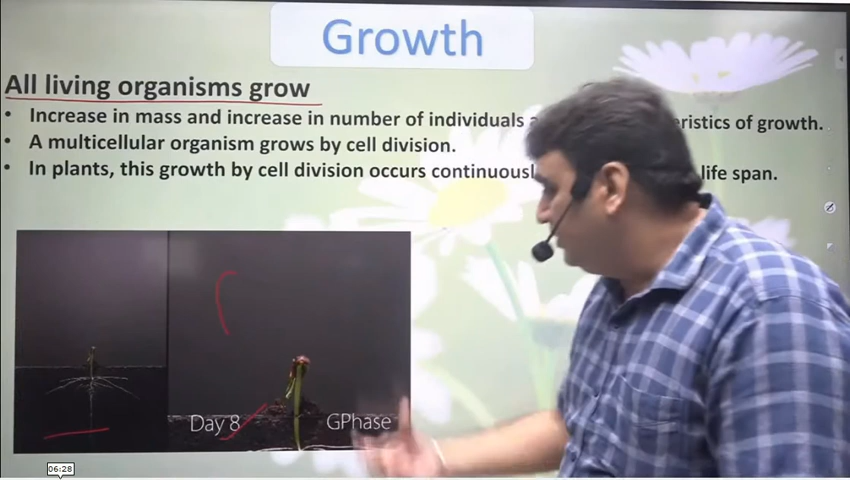 Growth
All living organisms grow
• Increase in mass and increase in number of individuals eristics of growth.
• A multicellular organism grows by cell division.
• In plants, this growth by cell division occurs continuousl life span.
Day 8
GPhase
06:28